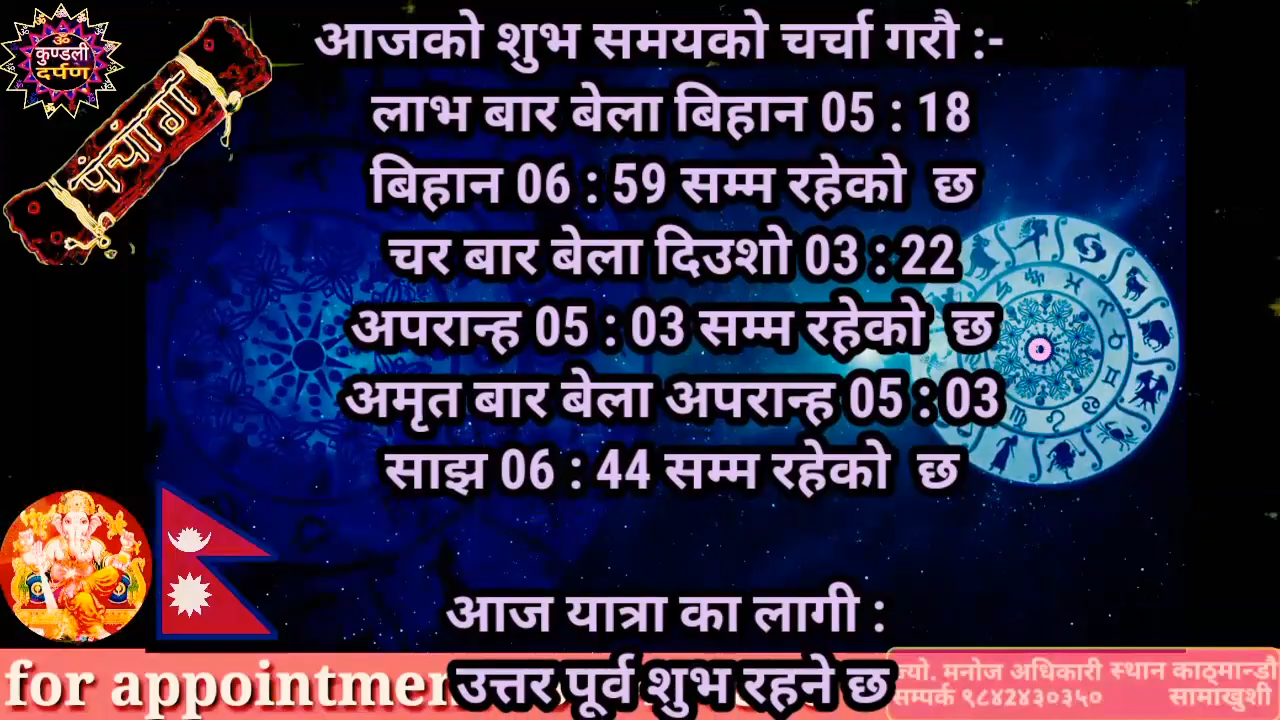 कुण्डली
दर्पण
पंचांग
आजको शुभ समयको चर्चा गरौ :-
लाभ बार बेला बिहान 05 : 18
बिहान 06 : 59 सम्म रहेको छ
चर बार बेला दिउशो 03 : 22
अपरान्ह 05 : 03 सम्म रहेको छ
अमृत बार बेला अपरान्ह 05 : 03
साझ 06 : 44 सम्म रहेको छ
आज यात्रा का लागी :
उत्तर पूर्व शुभ रहने छ
for appointmen
ज्यो. मनोज अधिकारी स्थान काठ्मान्डौ
सम्पर्क ९८४२४३०३५० सामाखुशी